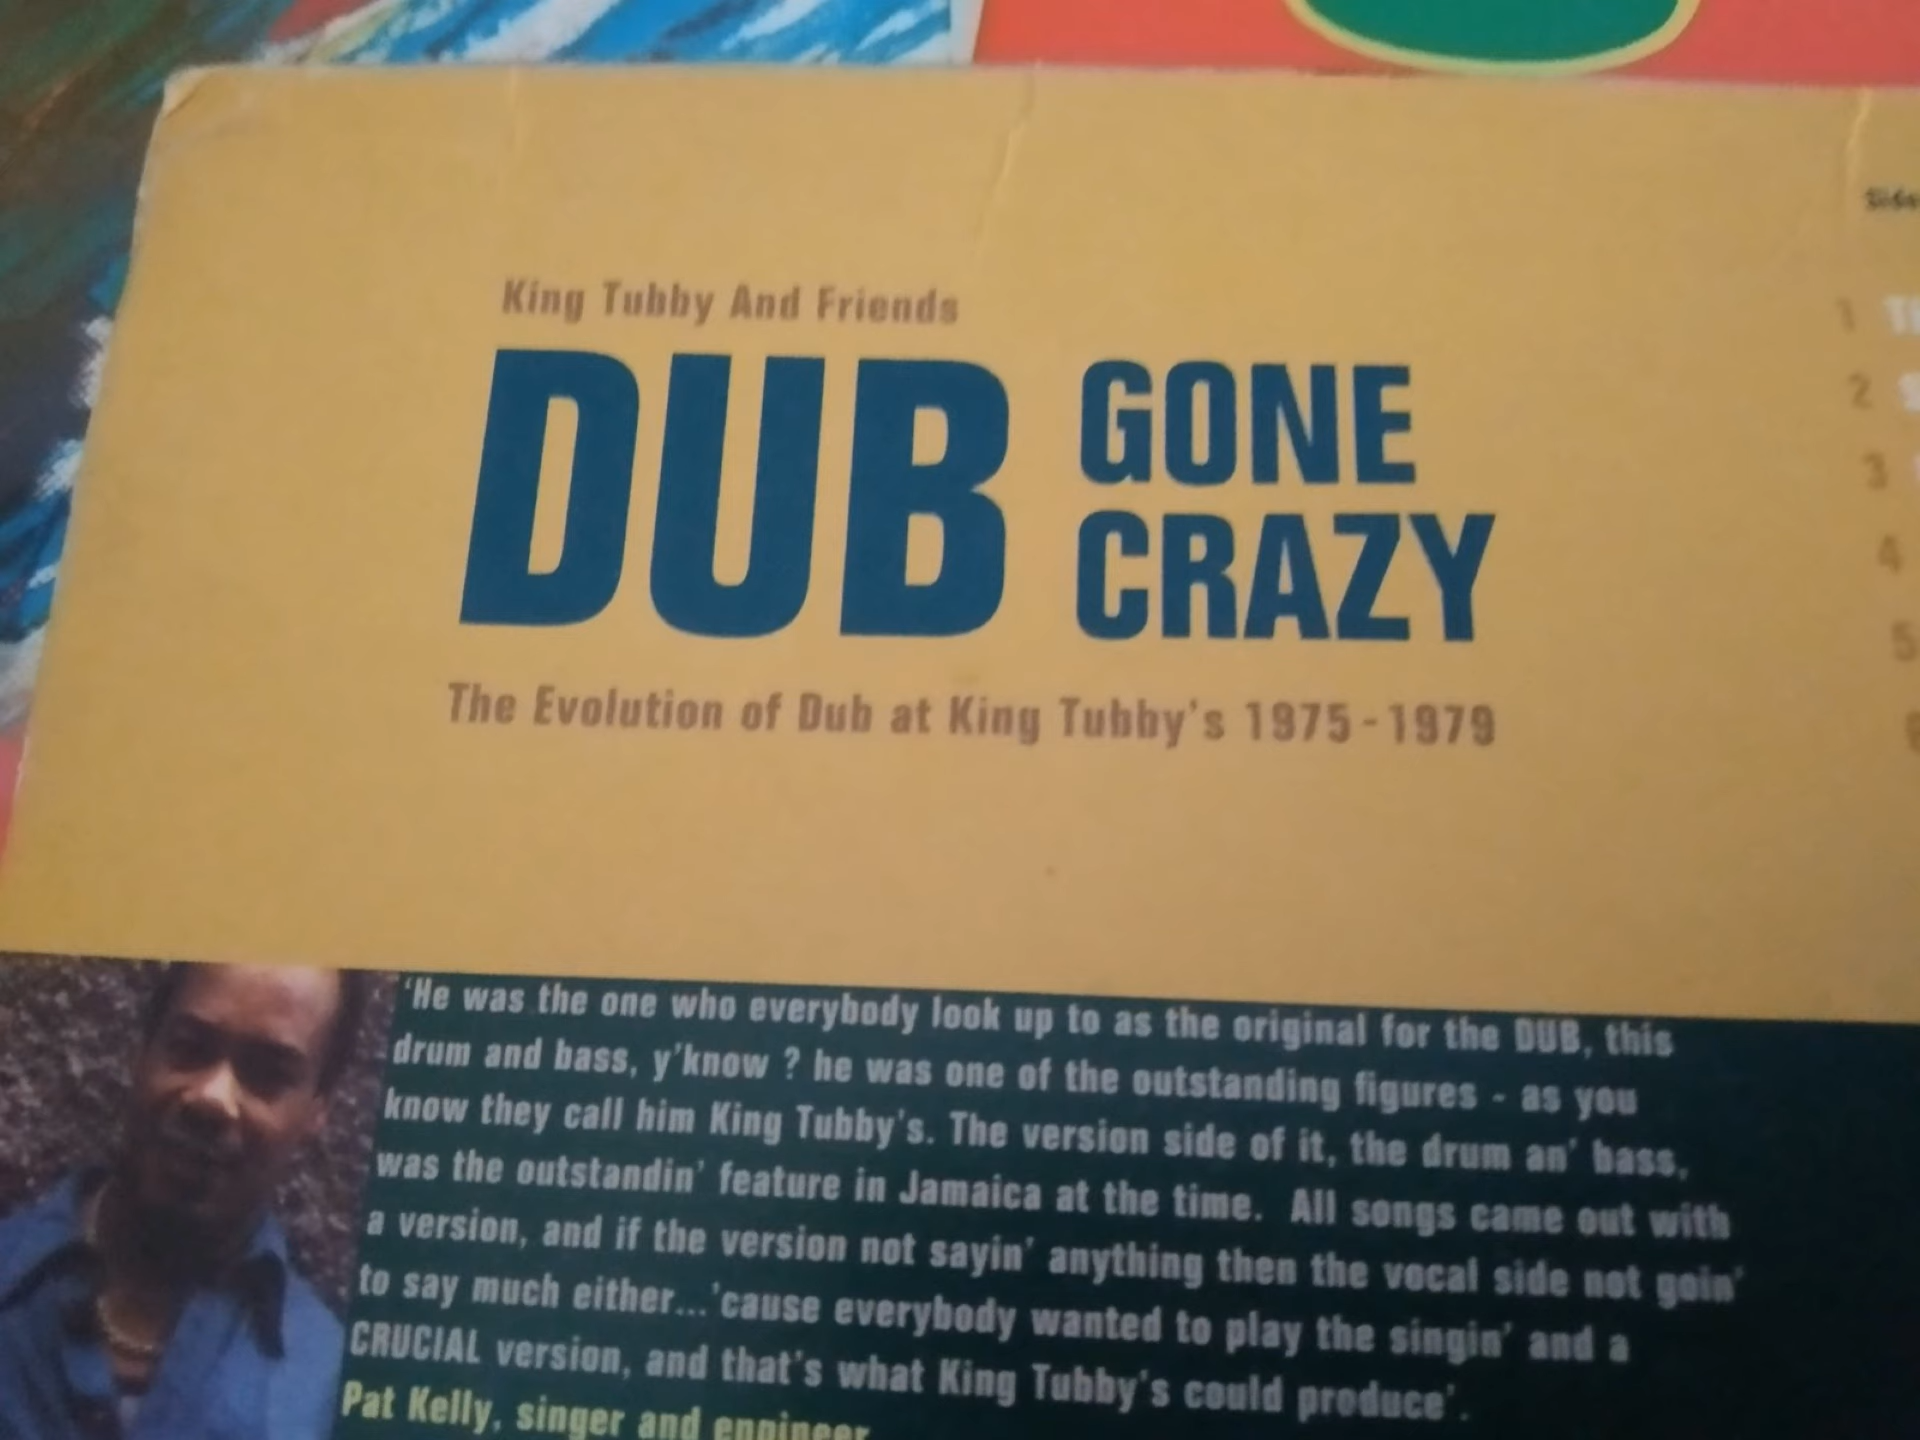 King Tubby And Friends
DUB GONE
CRAZY
The Evolution of Dub at King Tubby's 1975-1979
Side
1
2 S
3
4
5
'He was the one who everybody look up to as the original for the DUB, this
drum and bass, y'know ? he was one of the outstanding figures - as you
know they call him King Tubby's. The version side of it, the drum an' bass,
was the outstandin' feature in Jamaica at the time. All songs came out with
a version, and if the version not sayin' anything then the vocal side not goin'
to say much either...'cause everybody wanted to play the singin' and a
CRUCIAL version, and that's what King Tubby's could produce'.
Pat Kelly, singer and engineer